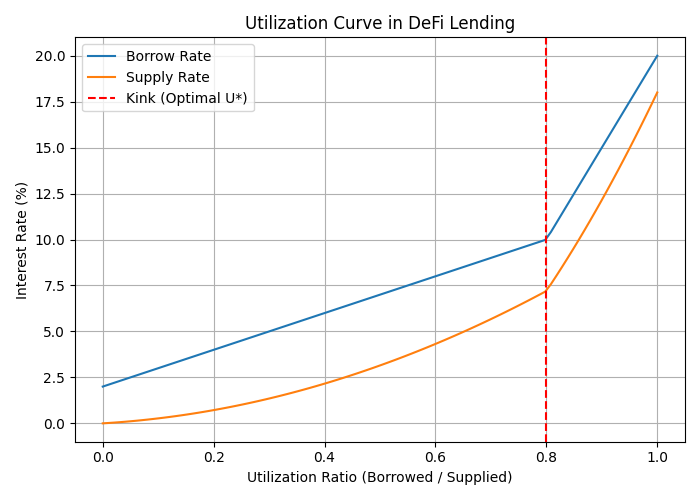 Utilization Curve in DeFi Lending
Borrow Rate
Supply Rate
Kink (Optimal U*)
Interest Rate (%)
20.0
17.5
15.0
12.5
10.0
7.5
5.0
2.5
0.0
0.0 0.2 0.4 0.6 0.8 1.0
Utilization Ratio (Borrowed / Supplied)